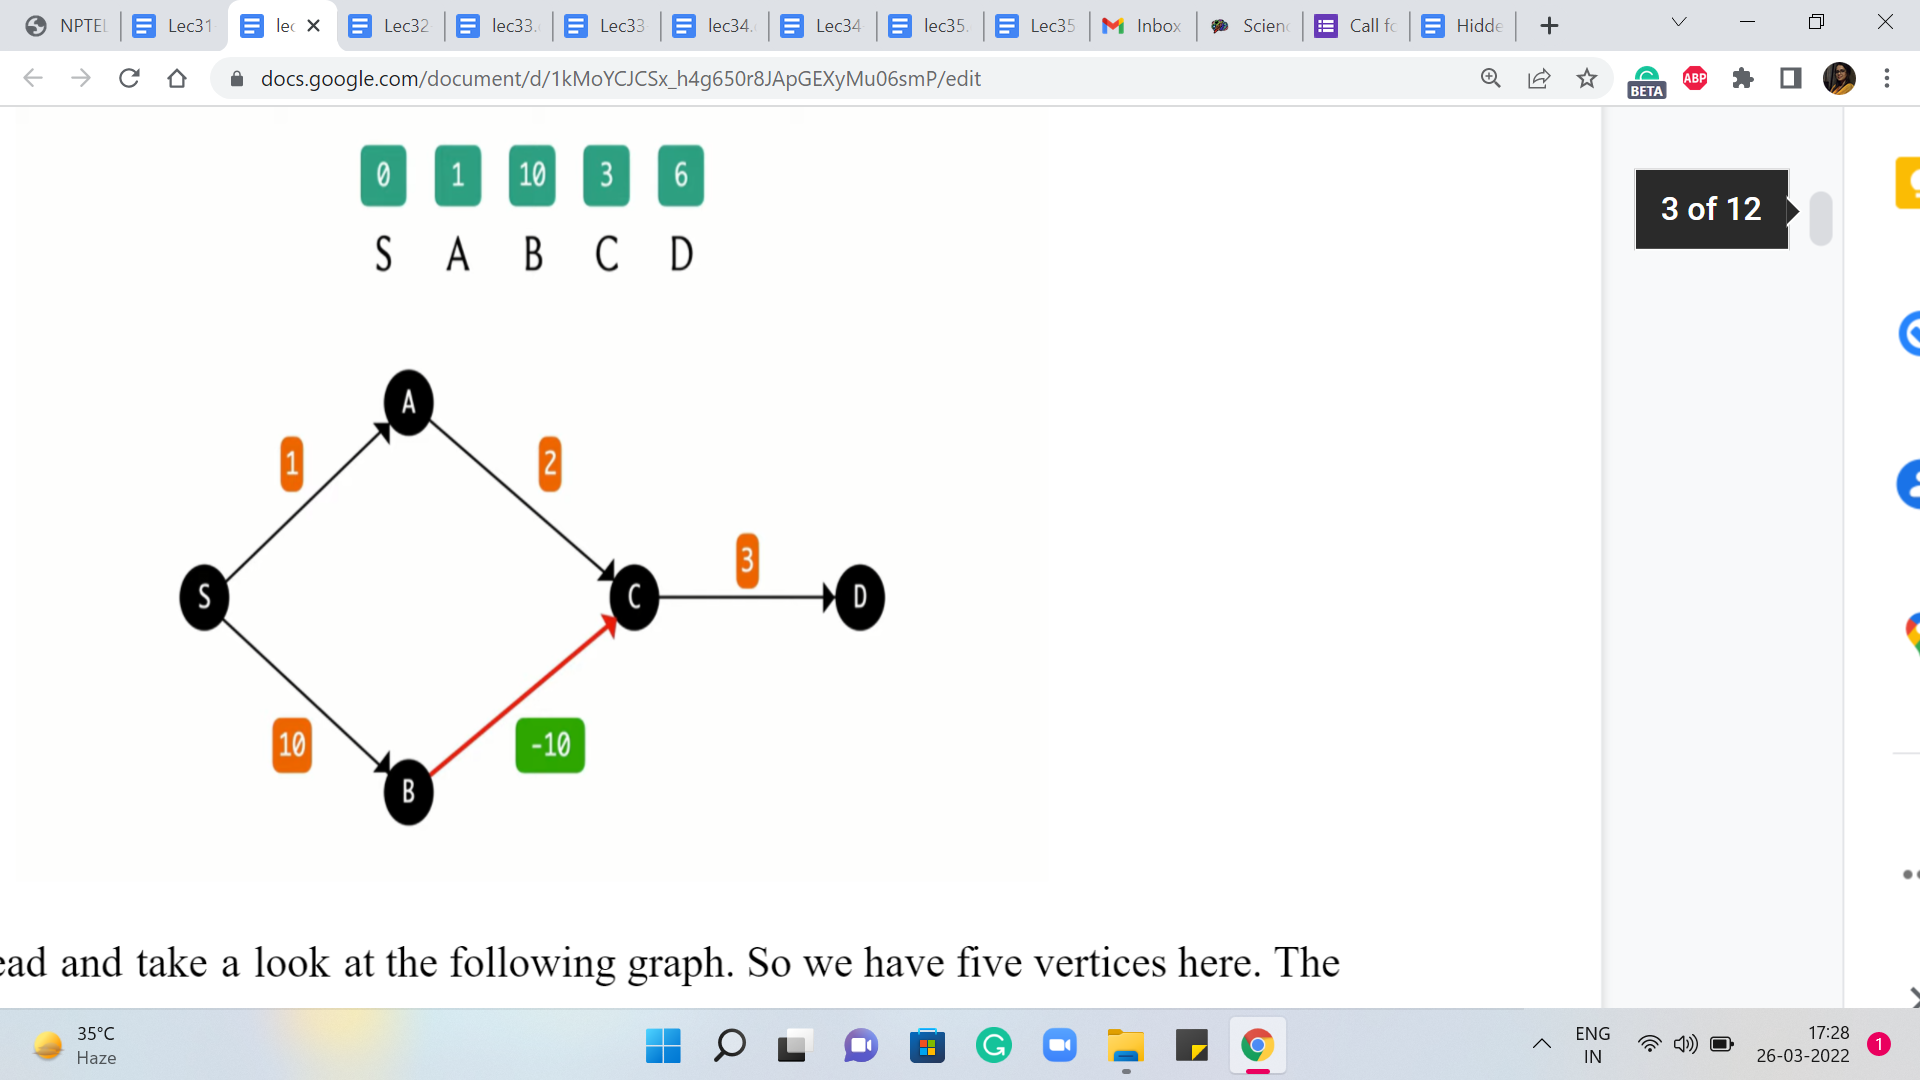 NPTEL Lec31 lec Lec32 lec33. Lec33 lec34. Lec34 lec35. Lec35 Inbox Scien Call fo Hidde
docs.google.com/document/d/1kMoYCJCSx_h4g650r8JApGEXyMu06smP/edit
BETA ABP
0 1 10 3 6
S A B C D
3 of 12
A
1 2
3
S C D
10 -10
B
ead and take a look at the following graph. So we have five vertices here. The
35°C
Haze
ENG
IN
17:28
26-03-2022
1